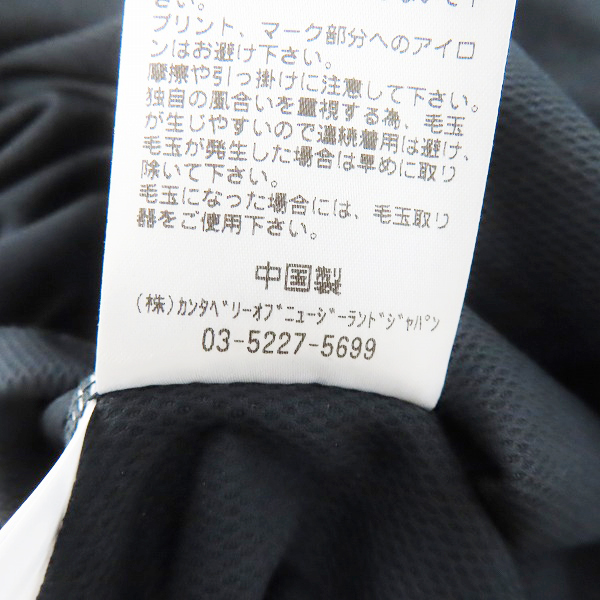 さい。
プリント、マーク部分へのアイロ
ンはお避け下さい。
摩擦や引っ掛けに注意して下さい。
独自の風合いを重視する為、毛玉
が生じやすいので連続着用は避け、
毛玉が発生した場合は早めに取り
除いて下さい。
毛玉になった場合には、毛玉取り
器をご使用下さい。
中国製
(株)ｶﾝﾀﾍﾞﾘｰｵﾌﾞﾆｭｰｼﾞｰﾗﾝﾄﾞｼﾞｬﾊﾟﾝ
03-5227-5699